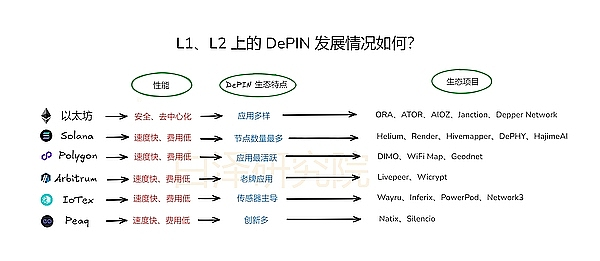 L1、L2 上的 DePIN 发展情况如何？
性能 DePIN 生态特点 生态项目
以太坊 安全、去中心化 应用多样 ORA、ATOR、AIOZ、Janction、Depper Network
Solana 速度快、费用低 节点数量最多 Helium、Render、Hivemapper、DePHY、HajimeAI
Polygon 速度快、费用低 应用最活跃 DIMO、WiFi Map、Geodnet
Arbitrum 速度快、费用低 老牌应用 Livepeer、Wicrypt
IoTex 速度快、费用低 传感器主导 Wayru、Inferix、PowerPod、Network3
Peaq 速度快、费用低 创新多 Natix、Silencio